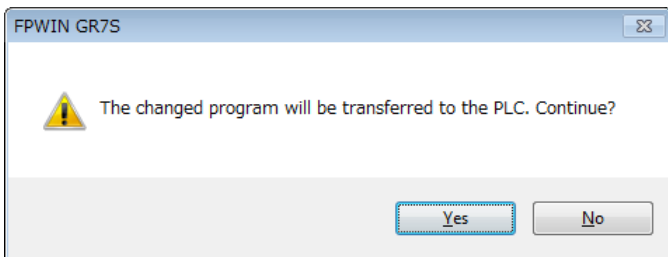 FPWIN GR7S
The changed program will be transferred to the PLC. Continue?
Yes
No